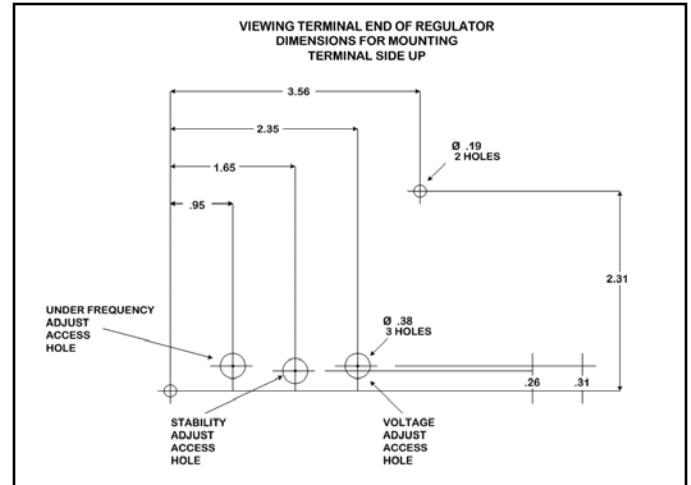 VIEWING TERMINAL END OF REGULATOR
DIMENSIONS FOR MOUNTING
TERMINAL SIDE UP
3.56
2.35
1.65
.95
Ø .19
2 HOLES
2.31
UNDER FREQUENCY
ADJUST
ACCESS
HOLE
Ø .38
3 HOLES
.26
.31
STABILITY
ADJUST
ACCESS
HOLE
VOLTAGE
ADJUST
ACCESS
HOLE